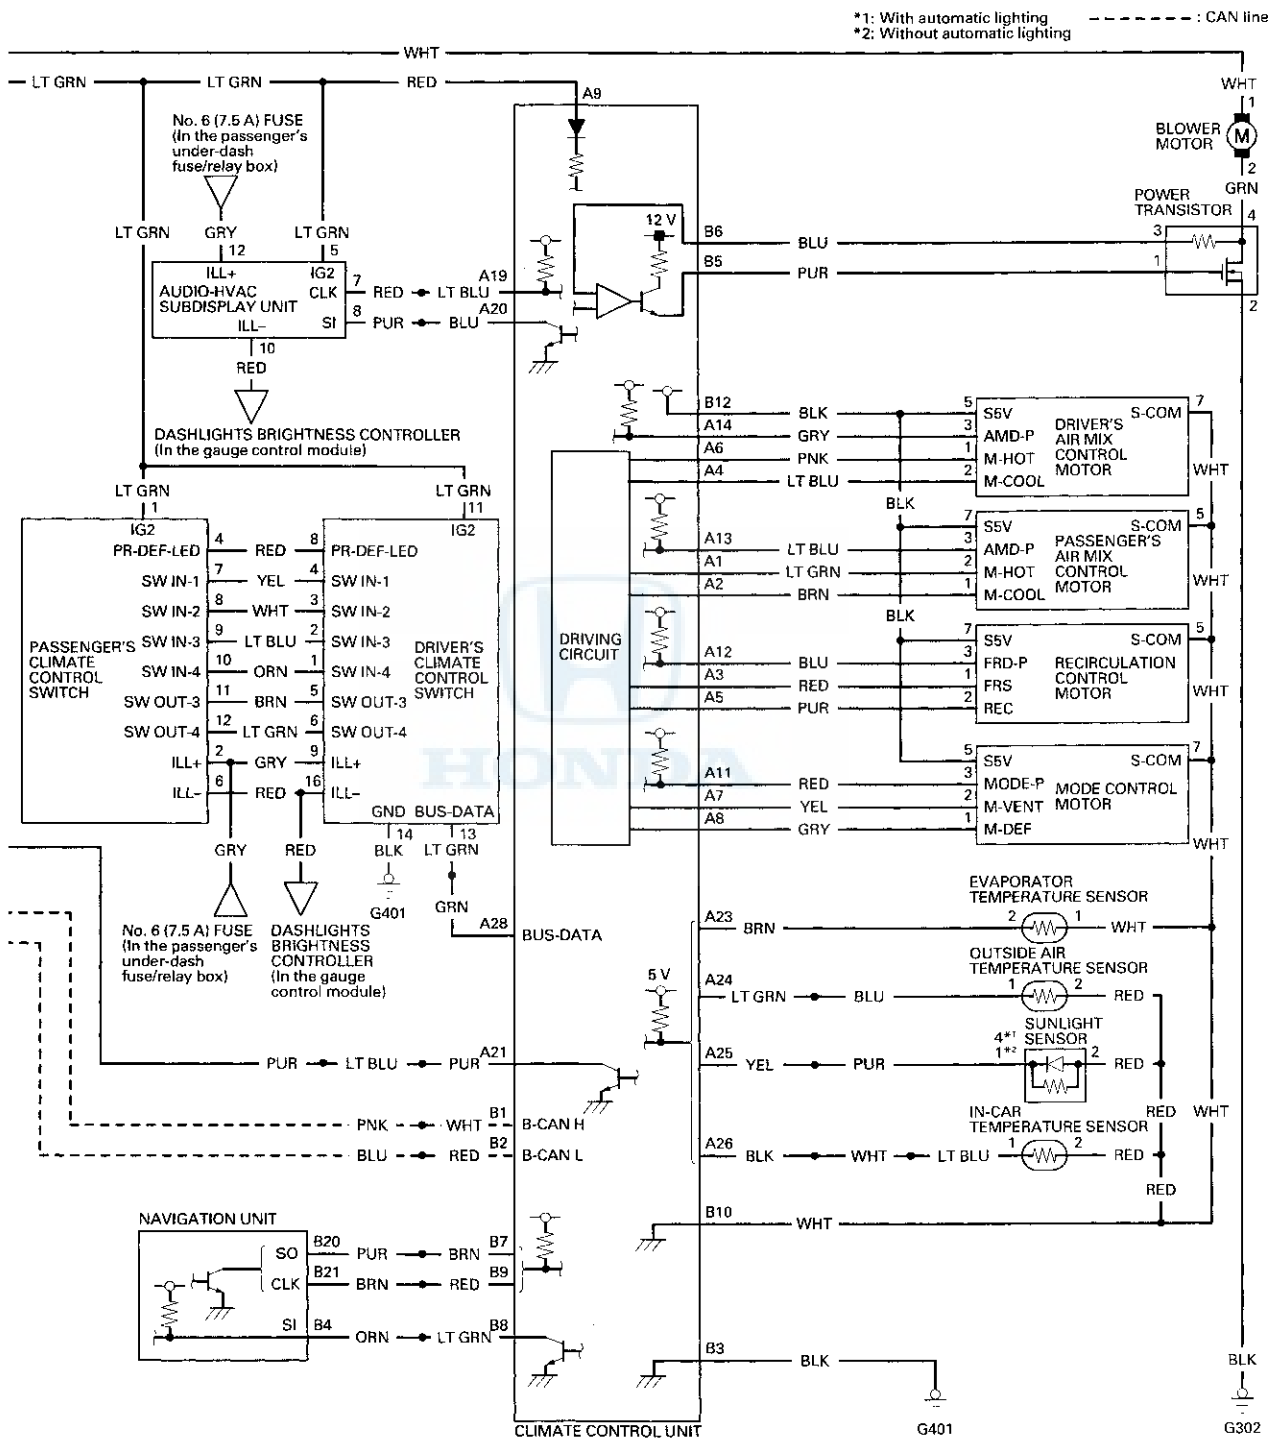 *1: With automatic lighting
*2: Without automatic lighting
: CAN line
WHT
LT GRN LT GRN RED A9
WHT
1
BLOWER
MOTOR
M
2
GRN
No. 6 (7.5 A) FUSE
(In the passenger's
under-dash
fuse/relay box)
LT GRN GRY LT GRN
12 5
ILL+ IG2
AUDIO-HVAC
SUBDISPLAY UNIT
CLK 7 RED LT BLU A19
SI 8 PUR BLU A20
ILL–
10
RED
DASHLIGHTS BRIGHTNESS CONTROLLER
(In the gauge control module)
12 V
B6 BLU 3
B5 PUR 1
POWER
TRANSISTOR
4
2
LT GRN LT GRN
1 11
IG2 IG2
PR-DEF-LED 4 RED 8 PR-DEF-LED
SW IN-1 7 YEL 4 SW IN-1
SW IN-2 8 WHT 3 SW IN-2
SW IN-3 9 LT BLU 2 SW IN-3
SW IN-4 10 ORN 1 SW IN-4
SW OUT-3 11 BRN 5 SW OUT-3
SW OUT-4 12 LT GRN 6 SW OUT-4
ILL+ 2 GRY 9 ILL+
ILL– 6 RED 16 ILL–
PASSENGER'S
CLIMATE
CONTROL
SWITCH
DRIVER'S
CLIMATE
CONTROL
SWITCH
GND BUS-DATA
14 13
BLK LT GRN
G401
GRN
GRY
RED
No. 6 (7.5 A) FUSE
(In the passenger's
under-dash
fuse/relay box)
DASHLIGHTS
BRIGHTNESS
CONTROLLER
(In the gauge
control module)
A28 BUS-DATA
DRIVING
CIRCUIT
HONDA
B12 BLK 5 S5V
A14 GRY 3 AMD-P
A6 PNK 1 M-HOT
A4 LT BLU 2 M-COOL
DRIVER'S
AIR MIX
CONTROL
MOTOR
S-COM 7
WHT
BLK
7 S5V
A13 LT BLU 3 AMD-P
A1 LT GRN 2 M-HOT
A2 BRN 1 M-COOL
PASSENGER'S
AIR MIX
CONTROL
MOTOR
S-COM 5
WHT
BLK
7 S5V
A12 BLU 3 FRD-P
A3 RED 1 FRS
A5 PUR 2 REC
RECIRCULATION
CONTROL
MOTOR
S-COM 5
WHT
5 S5V
A11 RED 3 MODE-P
A7 YEL 2 M-VENT
A8 GRY 1 M-DEF
MODE CONTROL
MOTOR
S-COM 7
WHT
EVAPORATOR
TEMPERATURE SENSOR
A23 BRN 2 1 WHT
OUTSIDE AIR
TEMPERATURE SENSOR
5 V
A24 LT GRN BLU 1 2 RED
SUNLIGHT
SENSOR
4*1
1*2
A25 YEL PUR 2 RED
RED WHT
IN-CAR
TEMPERATURE SENSOR
A26 BLK WHT LT BLU 1 2 RED
RED
PUR LT BLU PUR A21
PNK WHT B1 B-CAN H
BLU RED B2 B-CAN L
B10 WHT
NAVIGATION UNIT
SO B20 PUR BRN B7
CLK B21 BRN RED B9
SI B4 ORN LT GRN B8
B3 BLK
G401
BLK
G302
CLIMATE CONTROL UNIT